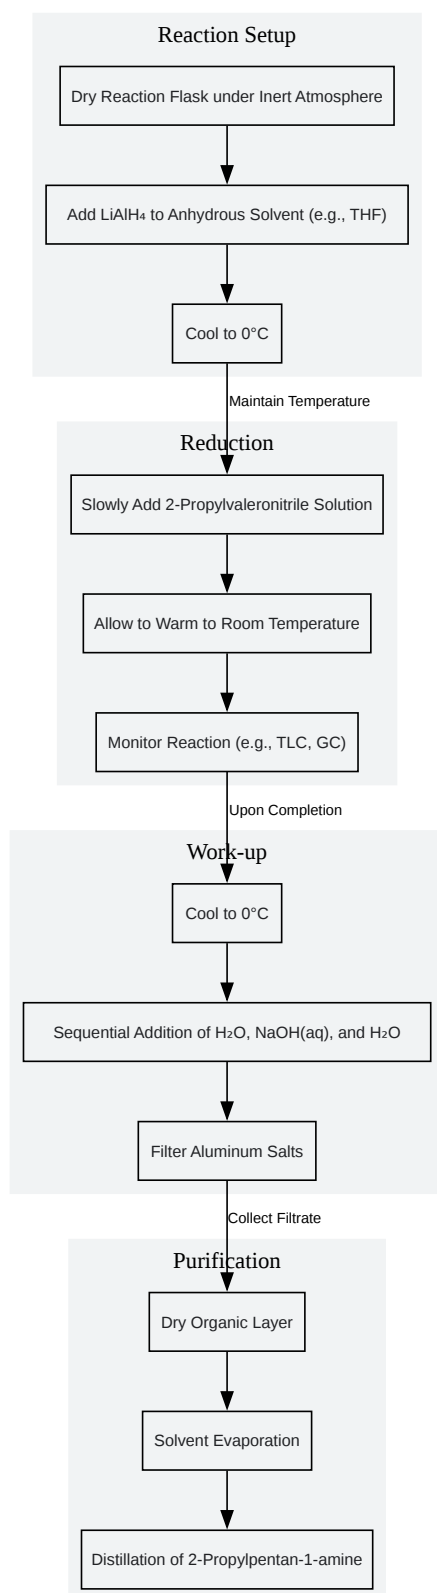 Reaction Setup
Dry Reaction Flask under Inert Atmosphere
Add LiAlH₄ to Anhydrous Solvent (e.g., THF)
Cool to 0°C
Maintain Temperature
Reduction
Slowly Add 2-Propylvaleronitrile Solution
Allow to Warm to Room Temperature
Monitor Reaction (e.g., TLC, GC)
Upon Completion
Work-up
Cool to 0°C
Sequential Addition of H₂O, NaOH(aq), and H₂O
Filter Aluminum Salts
Collect Filtrate
Purification
Dry Organic Layer
Solvent Evaporation
Distillation of 2-Propylpentan-1-amine